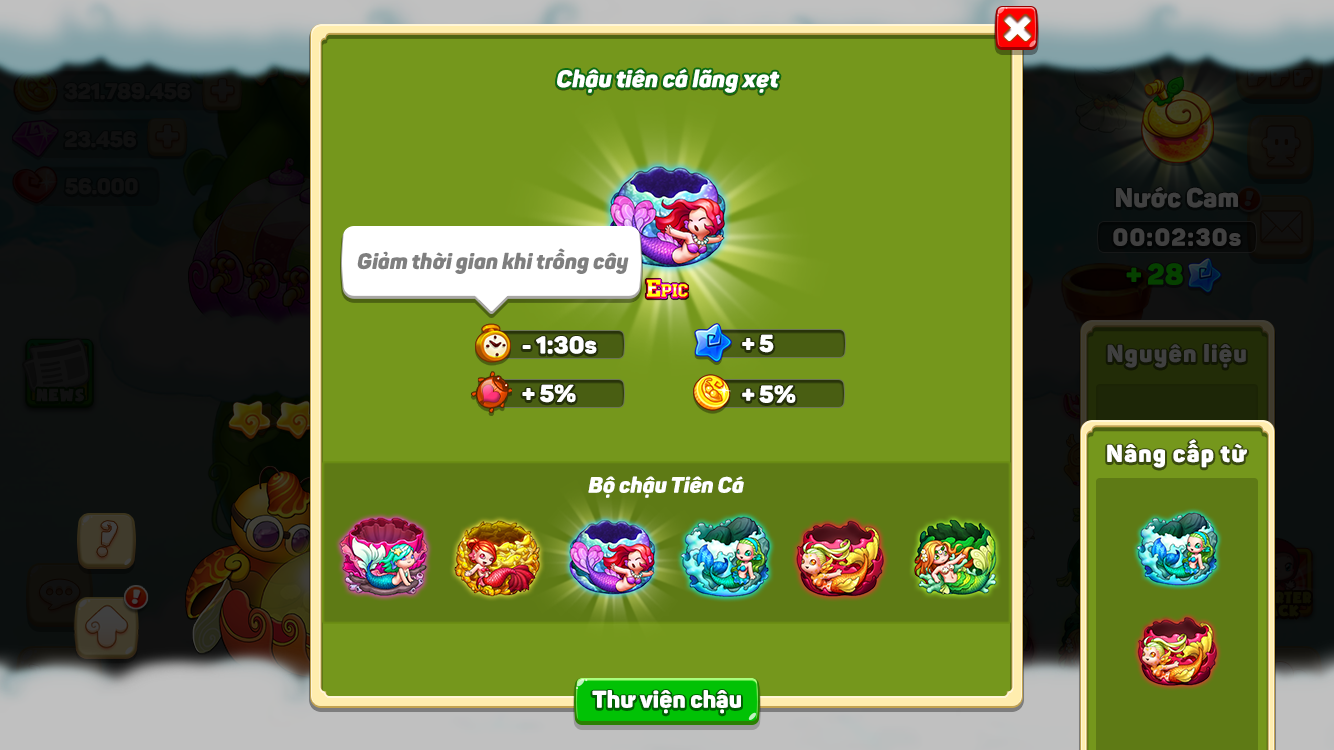 Chậu tiên cá lãng xẹt
321.789.456
23.456
56.000
Giảm thời gian khi trồng cây
EPIC
- 1:30s
+ 5
+ 5%
+ 5%
Bộ chậu Tiên Cá
Thư viện chậu
Nước Cam
00:02:30s
+ 28
Nguyên liệu
Nâng cấp từ
NEWS